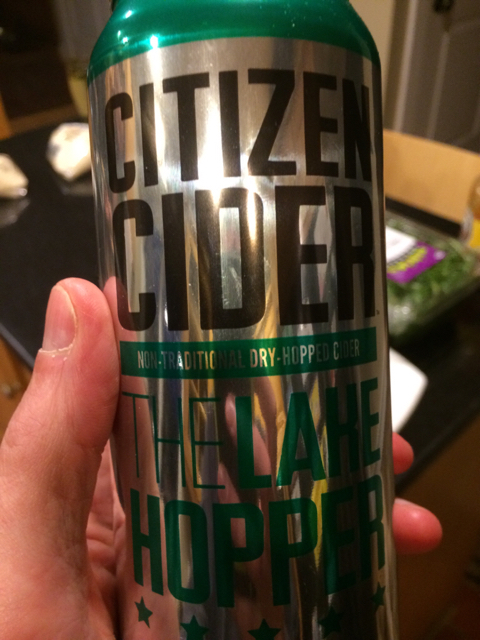 CITIZEN
CIDER
NON-TRADITIONAL DRY-HOPPED CIDER
THE LAKE
HOPPER